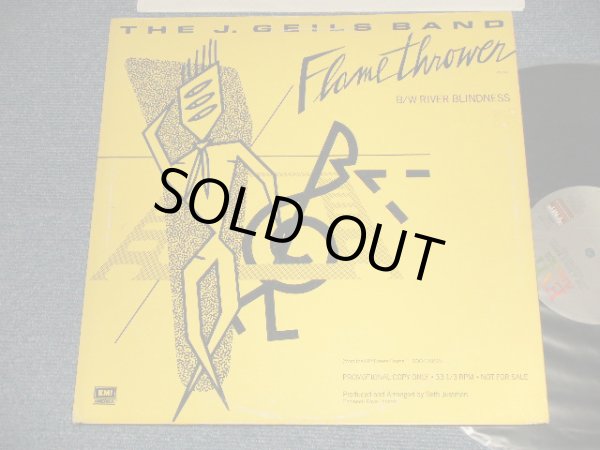 THE J. GEILS BAND
Flamethrower
B/W RIVER BLINDNESS
SOLD OUT
PROMOTIONAL COPY ONLY • 33 1/3 RPM • NOT FOR SALE
Produced and Arranged by Seth Justman
EMI